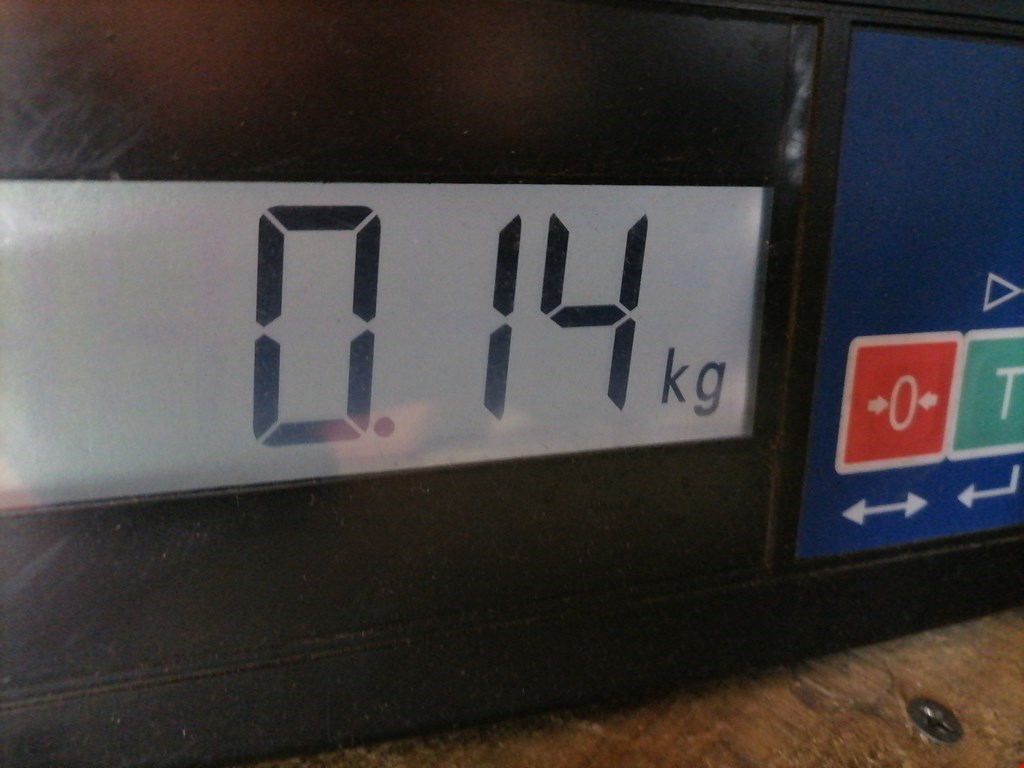 0.14 kg
→0← T